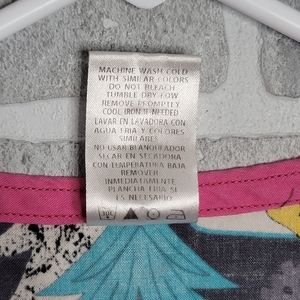 MACHINE WASH COLD
WITH SIMILAR COLORS
DO NOT BLEACH
TUMBLE DRY LOW
REMOVE PROMPTLY
COOL IRON IF NEEDED
LAVAR EN LAVADORA CON
AGUA FRIA Y COLORES
SIMILARES
NO USAR BLANQUEADOR
SECAR EN SECADORA
CON TEMPERATURA BAJA
REMOVER
INMEDIATAMENTE
PLANCHA TIBIA SI
ES NECESARIO